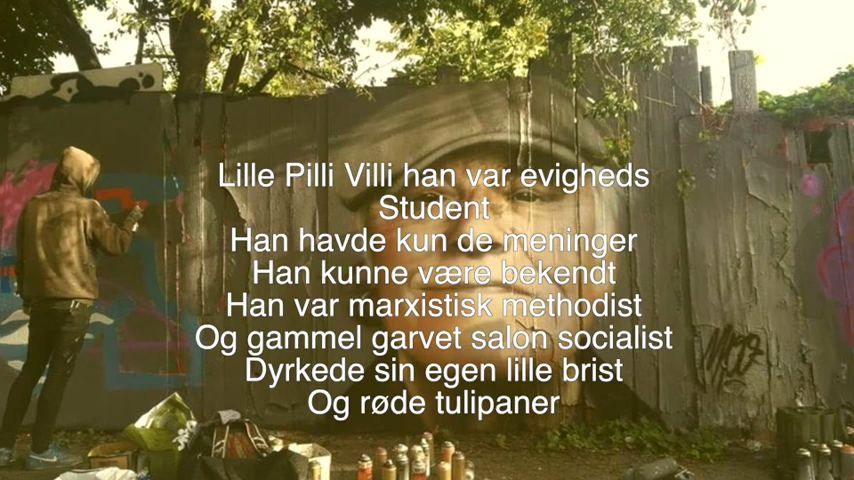 Lille Pilli Villi han var evigheds
Student
Han havde kun de meninger
Han kunne være bekendt
Han var marxistisk methodist
Og gammel garvet salon socialist
Dyrkede sin egen lille brist
Og røde tulipaner